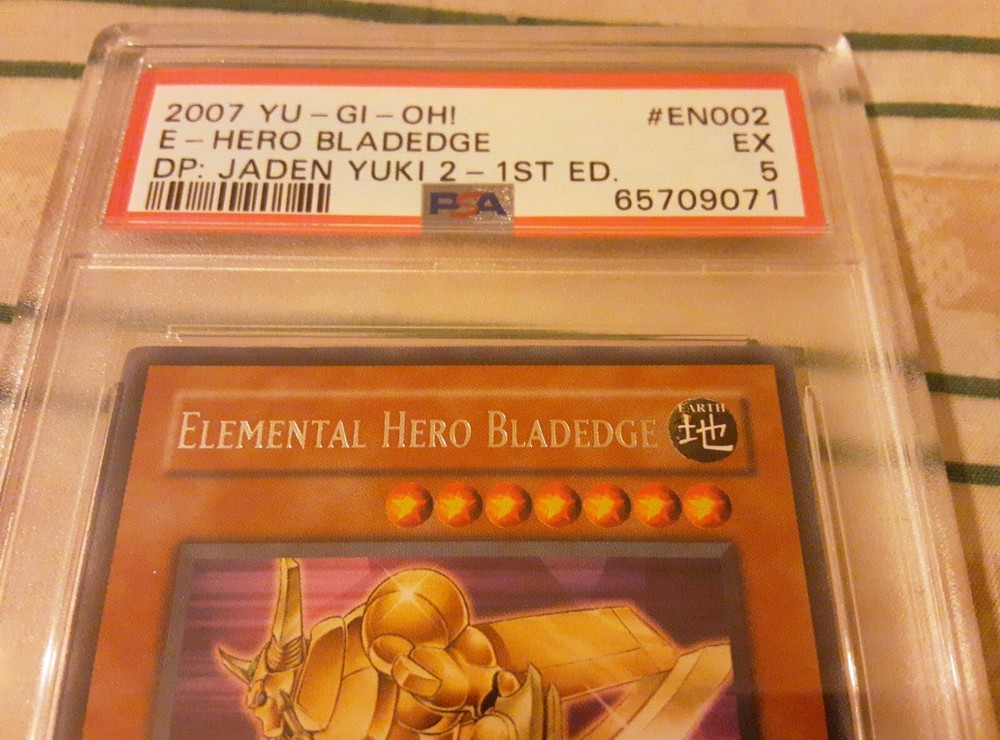 2007 YU-GI-OH! #EN002
E-HERO BLADEDGE EX
DP: JADEN YUKI 2-1ST ED. 5
PSA 65709071
ELEMENTAL HERO BLADEDGE
EARTH
地